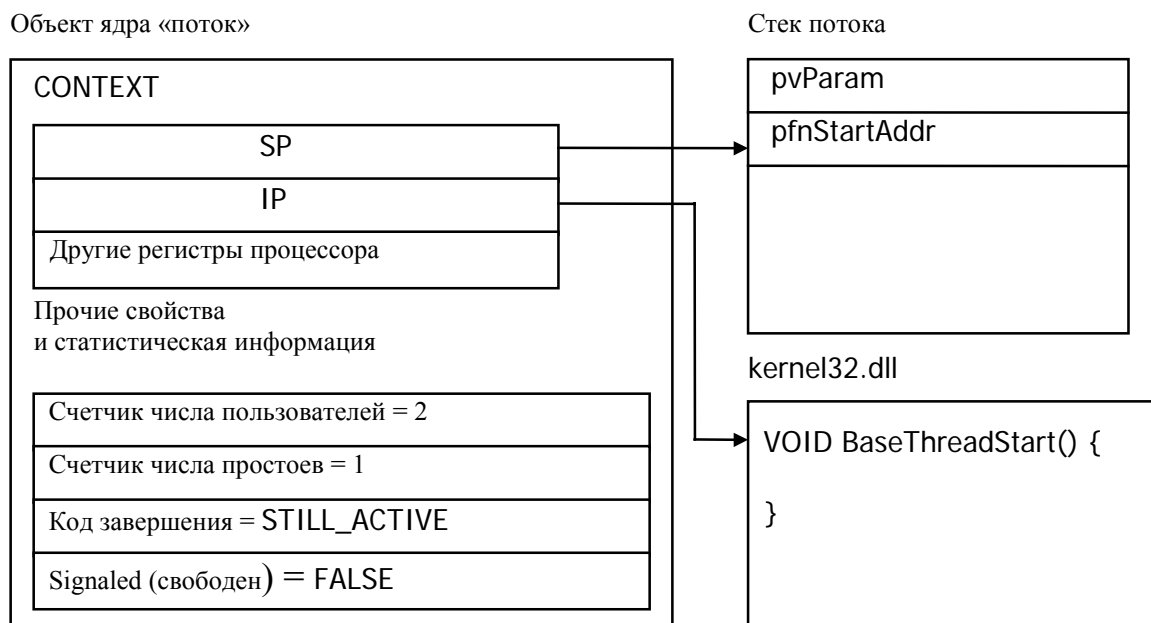 Объект ядра «поток»
CONTEXT
SP
IP
Другие регистры процессора
Прочие свойства
и статистическая информация
Счетчик числа пользователей = 2
Счетчик числа простоев = 1
Код завершения = STILL_ACTIVE
Signaled (свободен) = FALSE
Стек потока
pvParam
pfnStartAddr
kernel32.dll
VOID BaseThreadStart() {
}